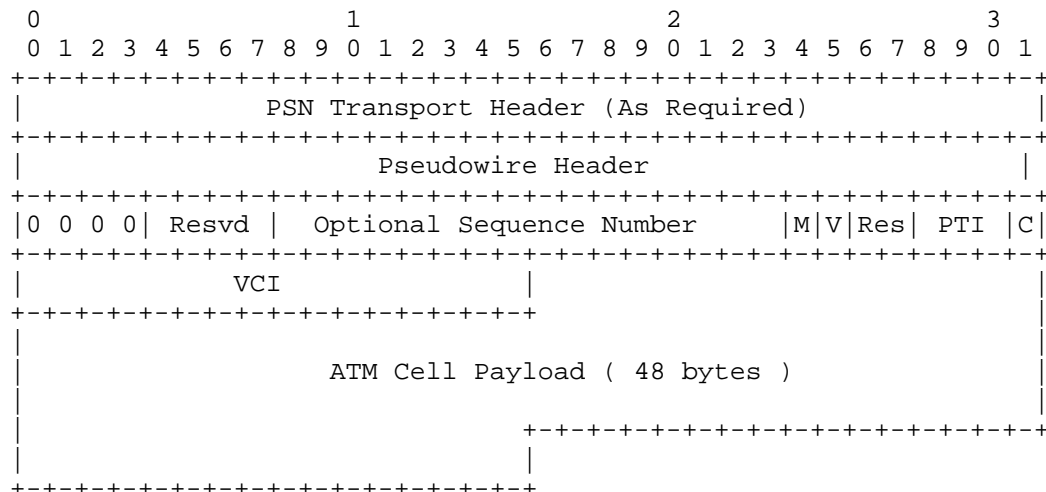 0                   1                   2                   3
0 1 2 3 4 5 6 7 8 9 0 1 2 3 4 5 6 7 8 9 0 1 2 3 4 5 6 7 8 9 0 1
+-+-+-+-+-+-+-+-+-+-+-+-+-+-+-+-+-+-+-+-+-+-+-+-+-+-+-+-+-+-+-+-+
|               PSN Transport Header (As Required)              |
+-+-+-+-+-+-+-+-+-+-+-+-+-+-+-+-+-+-+-+-+-+-+-+-+-+-+-+-+-+-+-+-+
|                      Pseudowire Header                       |
+-+-+-+-+-+-+-+-+-+-+-+-+-+-+-+-+-+-+-+-+-+-+-+-+-+-+-+-+-+-+-+-+
|0 0 0 0| Resvd |  Optional Sequence Number     |M|V|Res| PTI |C|
+-+-+-+-+-+-+-+-+-+-+-+-+-+-+-+-+-+-+-+-+-+-+-+-+-+-+-+-+-+-+-+-+
|             VCI               |                               |
+-+-+-+-+-+-+-+-+-+-+-+-+-+-+-+-+                               |
|                                                               |
|                   ATM Cell Payload ( 48 bytes )               |
|                                                               |
|                               +-+-+-+-+-+-+-+-+-+-+-+-+-+-+-+-+
|                               |
+-+-+-+-+-+-+-+-+-+-+-+-+-+-+-+-+